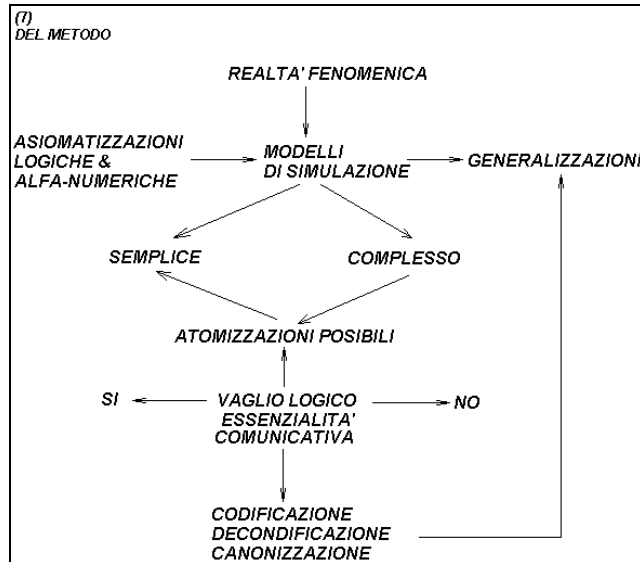 (7)
DEL METODO
REALTA' FENOMENICA
ASIOMATIZZAZIONI
LOGICHE &
ALFA-NUMERICHE
MODELLI
DI SIMULAZIONE
GENERALIZZAZIONI
SEMPLICE
COMPLESSO
ATOMIZZAZIONI POSIBILI
SI
VAGLIO LOGICO
ESSENZIALITA'
COMUNICATIVA
NO
CODIFICAZIONE
DECONDIFICAZIONE
CANONIZZAZIONE